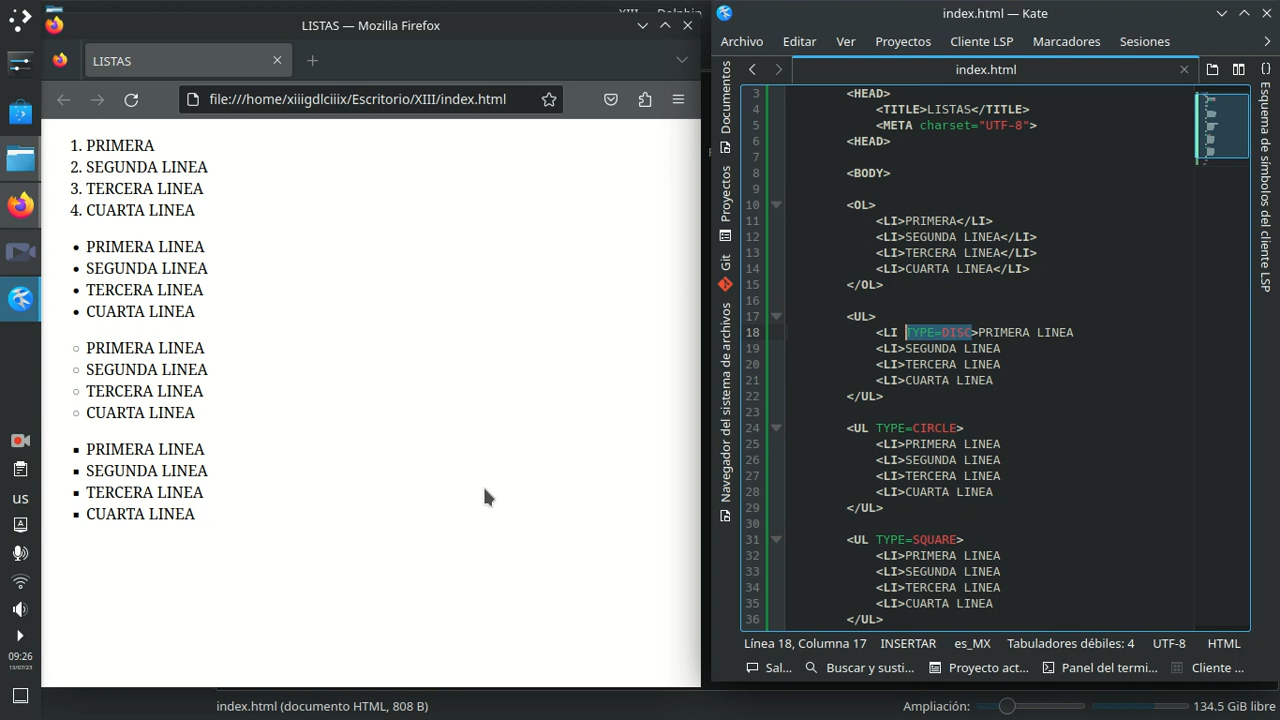 LISTAS — Mozilla Firefox
LISTAS
file:///home/xiiigdlciiix/Escritorio/XIII/index.html
1. PRIMERA
2. SEGUNDA LINEA
3. TERCERA LINEA
4. CUARTA LINEA
• PRIMERA LINEA
• SEGUNDA LINEA
• TERCERA LINEA
• CUARTA LINEA
○ PRIMERA LINEA
○ SEGUNDA LINEA
○ TERCERA LINEA
○ CUARTA LINEA
▪ PRIMERA LINEA
▪ SEGUNDA LINEA
▪ TERCERA LINEA
▪ CUARTA LINEA
us
09:26
13/07/23
index.html (documento HTML, 808 B)
Ampliación:
134.5 GiB libre
index.html — Kate
Archivo Editar Ver Proyectos Cliente LSP Marcadores Sesiones
index.html
Documentos
Proyectos
Git
Navegador del sistema de archivos
Esquema de símbolos del cliente LSP
3 <HEAD>
4 <TITLE>LISTAS</TITLE>
5 <META charset="UTF-8">
6 <HEAD>
7
8 <BODY>
9
10 <OL>
11 <LI>PRIMERA</LI>
12 <LI>SEGUNDA LINEA</LI>
13 <LI>TERCERA LINEA</LI>
14 <LI>CUARTA LINEA</LI>
15 </OL>
16
17 <UL>
18 <LI TYPE=DISC>PRIMERA LINEA
19 <LI>SEGUNDA LINEA
20 <LI>TERCERA LINEA
21 <LI>CUARTA LINEA
22 </UL>
23
24 <UL TYPE=CIRCLE>
25 <LI>PRIMERA LINEA
26 <LI>SEGUNDA LINEA
27 <LI>TERCERA LINEA
28 <LI>CUARTA LINEA
29 </UL>
30
31 <UL TYPE=SQUARE>
32 <LI>PRIMERA LINEA
33 <LI>SEGUNDA LINEA
34 <LI>TERCERA LINEA
35 <LI>CUARTA LINEA
36 </UL>
Línea 18, Columna 17 INSERTAR es_MX Tabuladores débiles: 4 UTF-8 HTML
Sal... Buscar y susti... Proyecto act... Panel del termi... Cliente ...